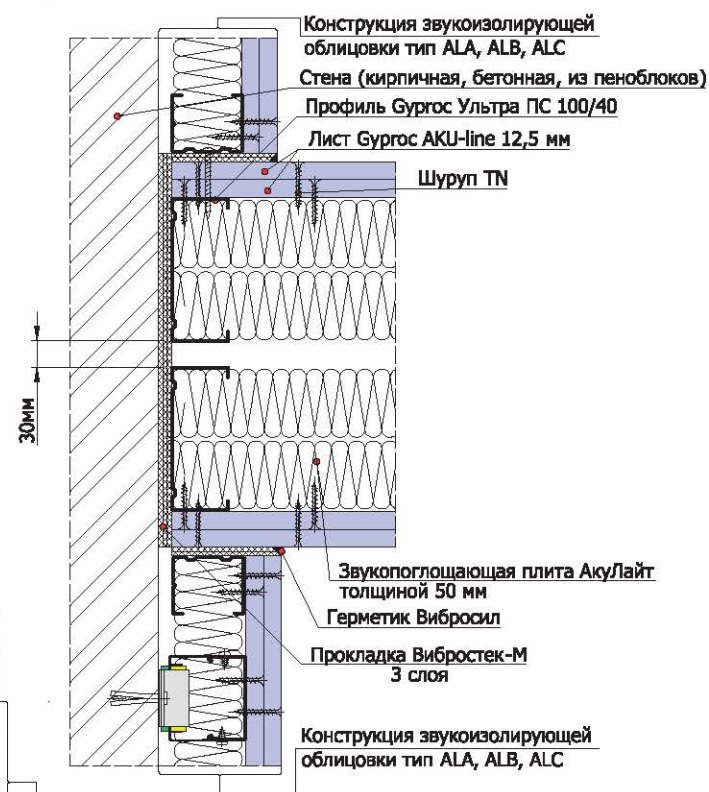 Конструкция звукоизолирующей
облицовки тип ALA, ALB, ALC
Стена (кирпичная, бетонная, из пеноблоков)
Профиль Gyproc Ультра ПС 100/40
Лист Gyproc AKU-line 12,5 мм
Шуруп TN
30мм
Звукопоглощающая плита АкуЛайт
толщиной 50 мм
Герметик Вибросил
Прокладка Вибростек-М
3 слоя
Конструкция звукоизолирующей
облицовки тип ALA, ALB, ALC